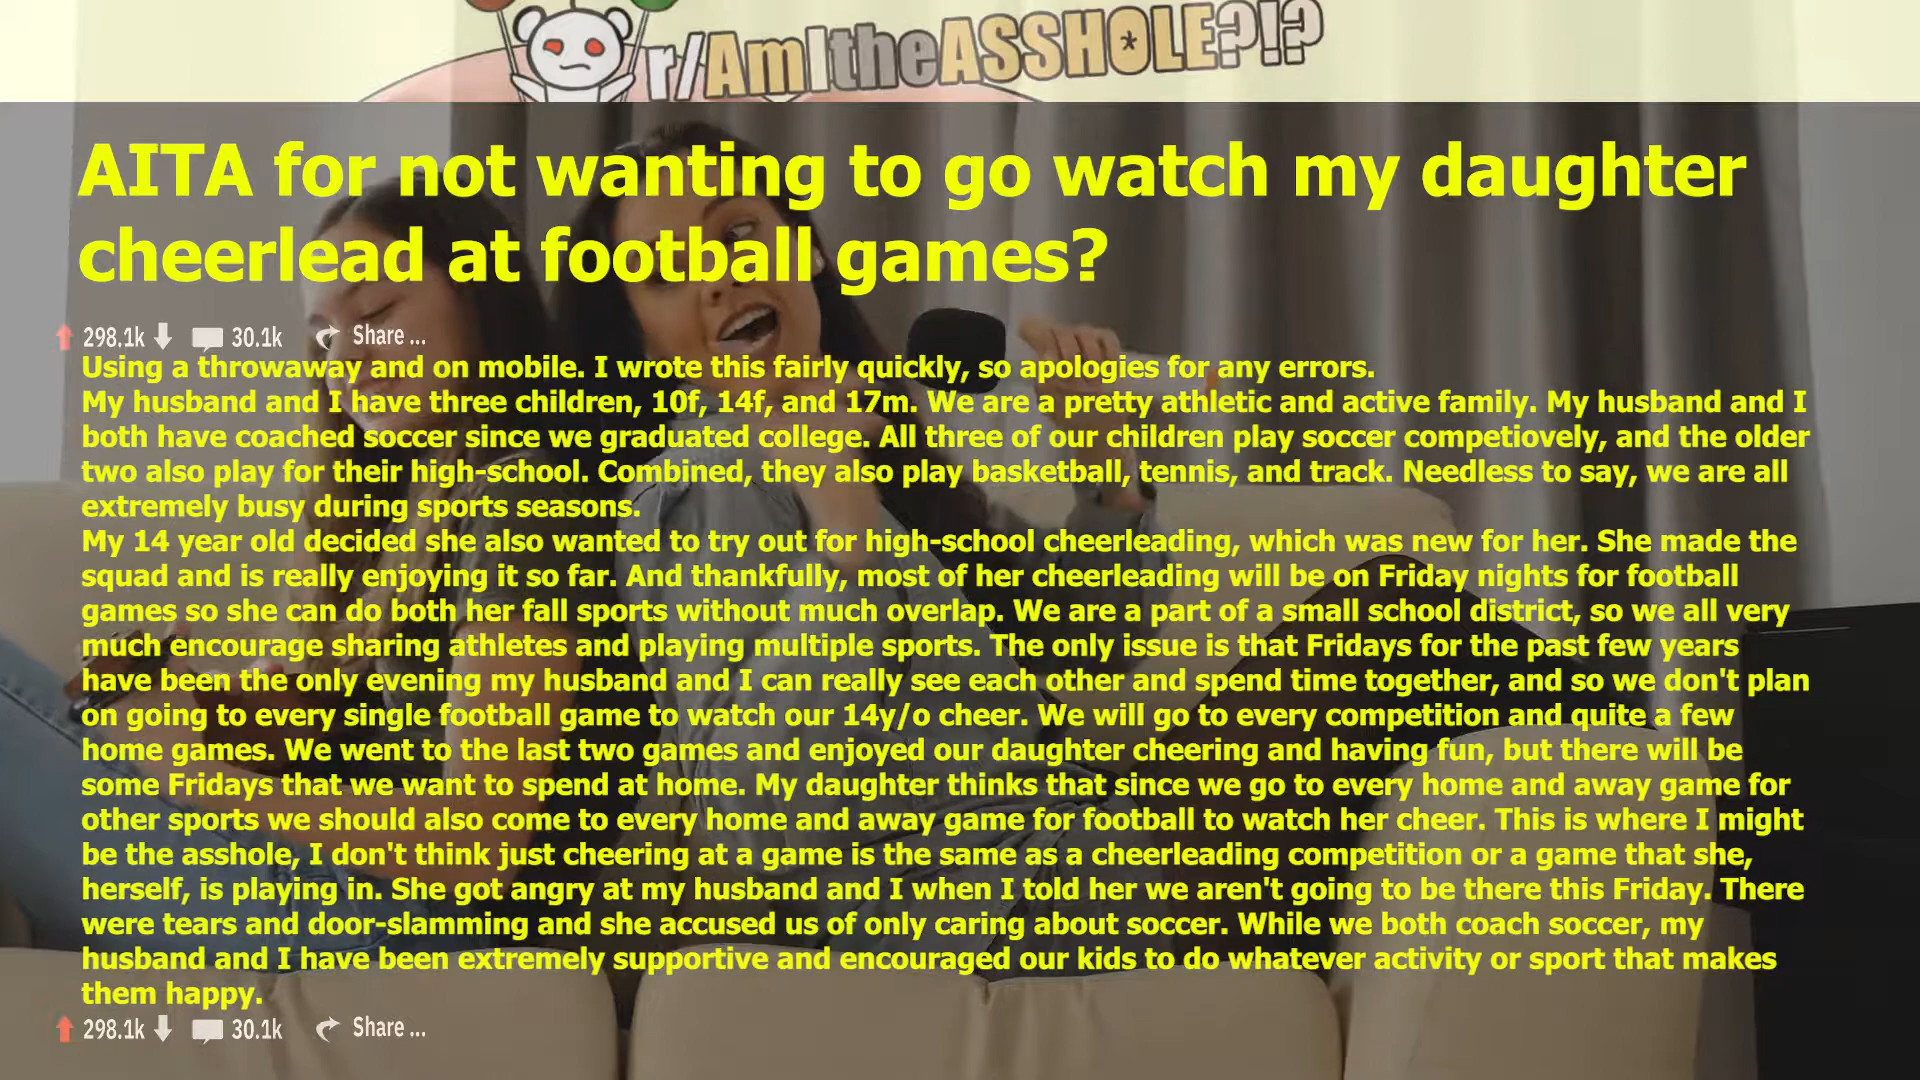 r/AmItheASSH*LE?!?
AITA for not wanting to go watch my daughter
cheerlead at football games?
298.1k 30.1k Share ...
Using a throwaway and on mobile. I wrote this fairly quickly, so apologies for any errors.
My husband and I have three children, 10f, 14f, and 17m. We are a pretty athletic and active family. My husband and I
both have coached soccer since we graduated college. All three of our children play soccer competiovely, and the older
two also play for their high-school. Combined, they also play basketball, tennis, and track. Needless to say, we are all
extremely busy during sports seasons.
My 14 year old decided she also wanted to try out for high-school cheerleading, which was new for her. She made the
squad and is really enjoying it so far. And thankfully, most of her cheerleading will be on Friday nights for football
games so she can do both her fall sports without much overlap. We are a part of a small school district, so we all very
much encourage sharing athletes and playing multiple sports. The only issue is that Fridays for the past few years
have been the only evening my husband and I can really see each other and spend time together, and so we don't plan
on going to every single football game to watch our 14y/o cheer. We will go to every competition and quite a few
home games. We went to the last two games and enjoyed our daughter cheering and having fun, but there will be
some Fridays that we want to spend at home. My daughter thinks that since we go to every home and away game for
other sports we should also come to every home and away game for football to watch her cheer. This is where I might
be the asshole, I don't think just cheering at a game is the same as a cheerleading competition or a game that she,
herself, is playing in. She got angry at my husband and I when I told her we aren't going to be there this Friday. There
were tears and door-slamming and she accused us of only caring about soccer. While we both coach soccer, my
husband and I have been extremely supportive and encouraged our kids to do whatever activity or sport that makes
them happy.
298.1k 30.1k Share ...